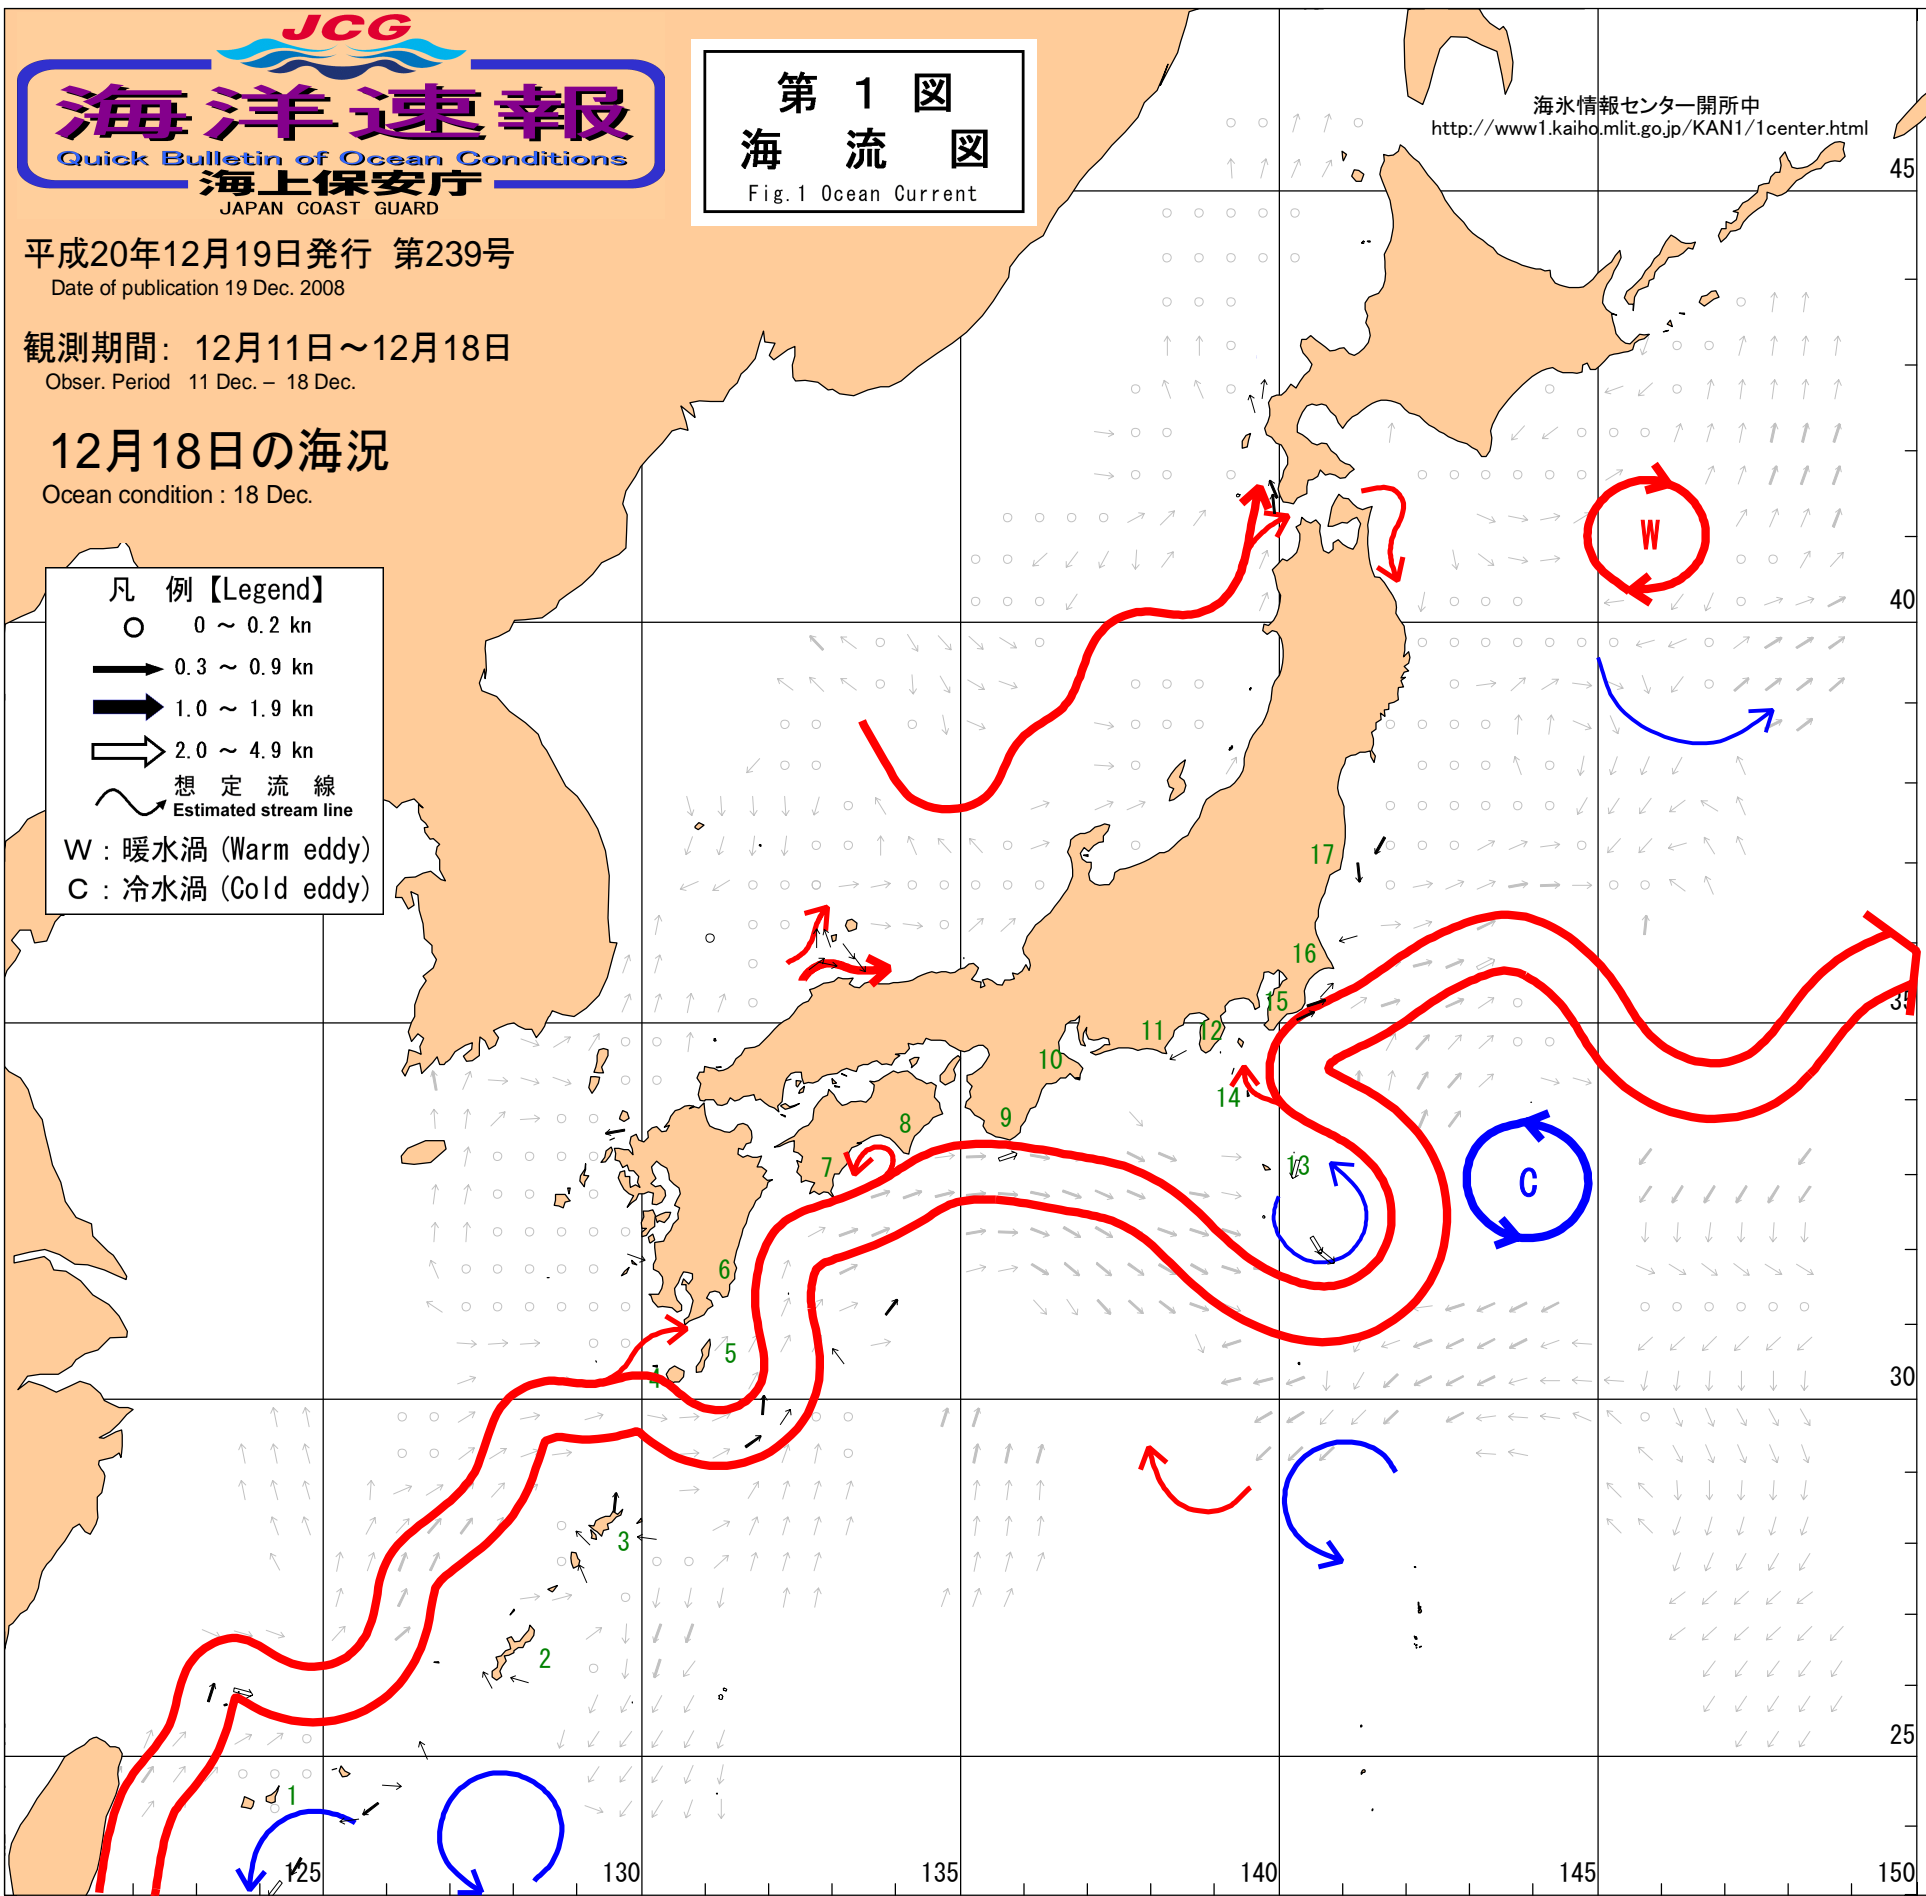 JCG
海洋速報
Quick Bulletin of Ocean Conditions
海上保安庁
JAPAN COAST GUARD
第 1 図
海 流 図
Fig.1 Ocean Current
海氷情報センター開所中
http://www1.kaiho.mlit.go.jp/KAN1/1center.html
平成20年12月19日発行 第239号
Date of publication 19 Dec. 2008
観測期間: 12月11日～12月18日
Obser. Period 11 Dec. – 18 Dec.
12月18日の海況
Ocean condition : 18 Dec.
凡 例【Legend】
0 ～ 0.2 kn
0.3 ～ 0.9 kn
1.0 ～ 1.9 kn
2.0 ～ 4.9 kn
想 定 流 線
Estimated stream line
W : 暖水渦 (Warm eddy)
C : 冷水渦 (Cold eddy)
45
W
40
17
16
15
35
11
12
10
14
9
8
7
13
C
6
5
4
30
3
2
25
1
125
130
135
140
145
150